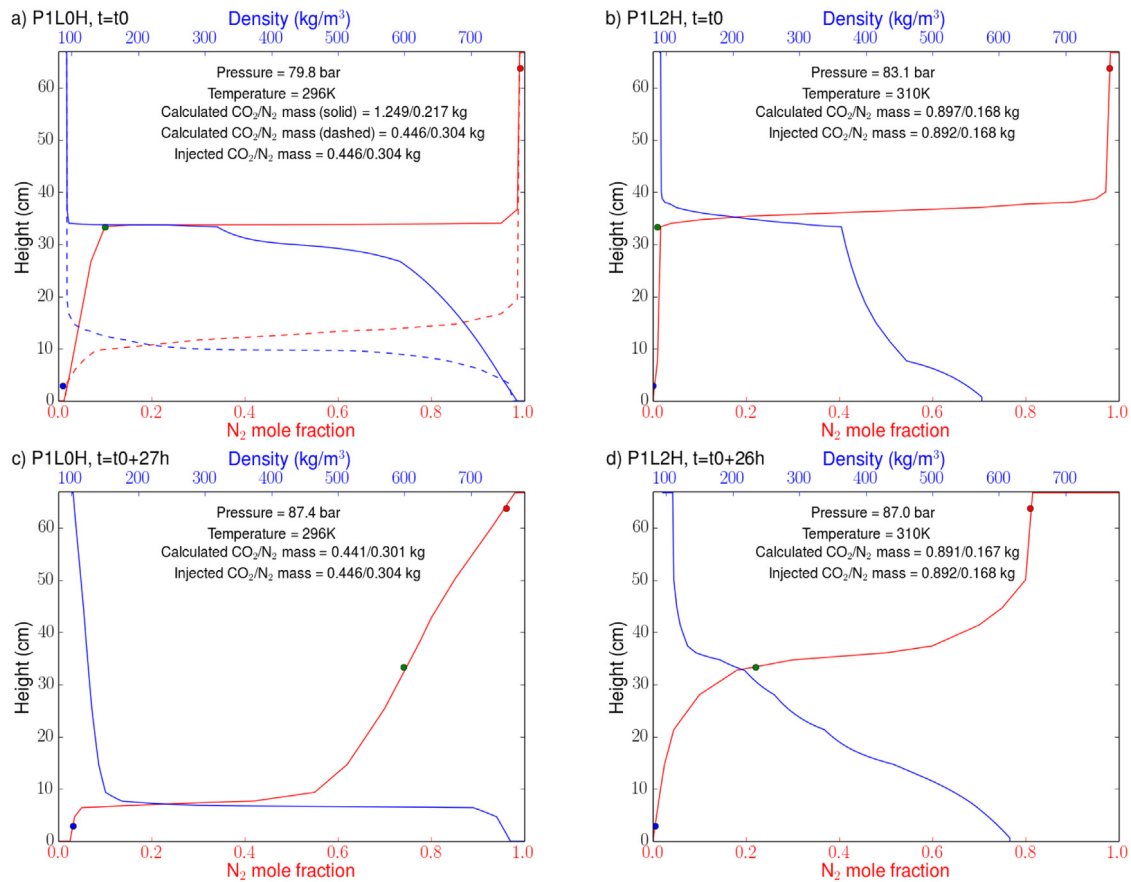 a) P1L0H, t=t0
Density (kg/m³)
100 200 300 400 500 600 700
Pressure = 79.8 bar
Temperature = 296K
Calculated CO₂/N₂ mass (solid) = 1.249/0.217 kg
Calculated CO₂/N₂ mass (dashed) = 0.446/0.304 kg
Injected CO₂/N₂ mass = 0.446/0.304 kg
60
50
40
30
20
10
0
Height (cm)
0.0 0.2 0.4 0.6 0.8 1.0
N₂ mole fraction
b) P1L2H, t=t0
Density (kg/m³)
100 200 300 400 500 600 700
Pressure = 83.1 bar
Temperature = 310K
Calculated CO₂/N₂ mass = 0.897/0.168 kg
Injected CO₂/N₂ mass = 0.892/0.168 kg
60
50
40
30
20
10
0
Height (cm)
0.0 0.2 0.4 0.6 0.8 1.0
N₂ mole fraction
c) P1L0H, t=t0+27h
Density (kg/m³)
100 200 300 400 500 600 700
Pressure = 87.4 bar
Temperature = 296K
Calculated CO₂/N₂ mass = 0.441/0.301 kg
Injected CO₂/N₂ mass = 0.446/0.304 kg
60
50
40
30
20
10
0
Height (cm)
0.0 0.2 0.4 0.6 0.8 1.0
N₂ mole fraction
d) P1L2H, t=t0+26h
Density (kg/m³)
100 200 300 400 500 600 700
Pressure = 87.0 bar
Temperature = 310K
Calculated CO₂/N₂ mass = 0.891/0.167 kg
Injected CO₂/N₂ mass = 0.892/0.168 kg
60
50
40
30
20
10
0
Height (cm)
0.0 0.2 0.4 0.6 0.8 1.0
N₂ mole fraction